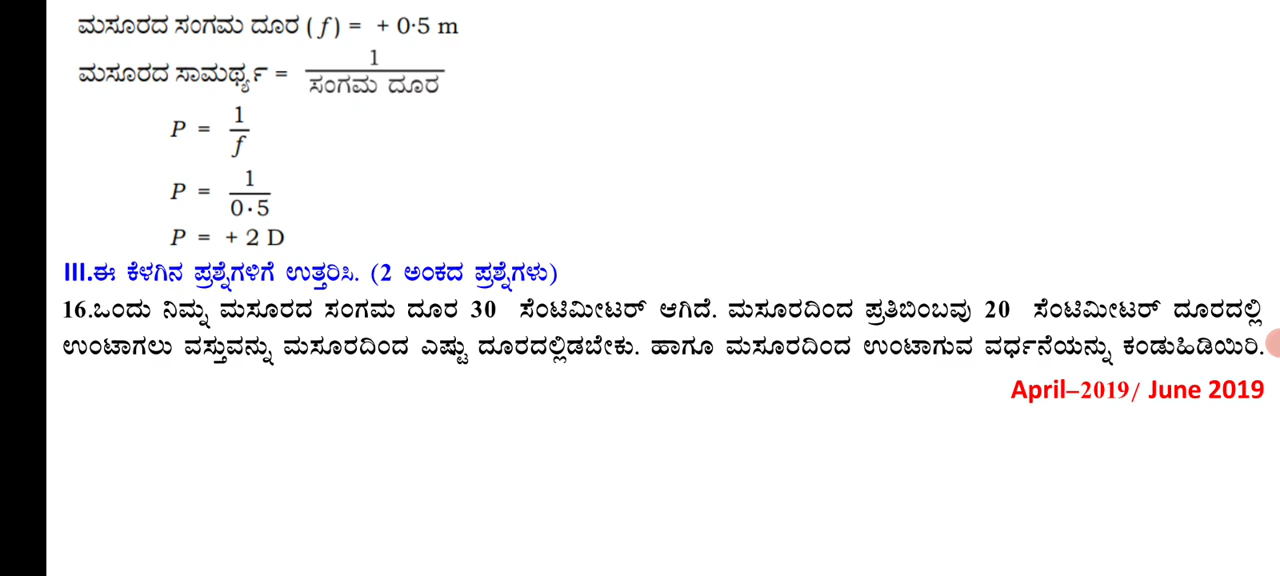 ಮಸೂರದ ಸಂಗಮ ದೂರ ( f ) = + 0·5 m
ಮಸೂರದ ಸಾಮರ್ಥ್ಯ = 1 / ಸಂಗಮ ದೂರ
P = 1 / f
P = 1 / 0·5
P = + 2 D
III.ಈ ಕೆಳಗಿನ ಪ್ರಶ್ನೆಗಳಿಗೆ ಉತ್ತರಿಸಿ. (2 ಅಂಕದ ಪ್ರಶ್ನೆಗಳು)
16.ಒಂದು ನಿಮ್ನ ಮಸೂರದ ಸಂಗಮ ದೂರ 30 ಸೆಂಟಿಮೀಟರ್ ಆಗಿದೆ. ಮಸೂರದಿಂದ ಪ್ರತಿಬಿಂಬವು 20 ಸೆಂಟಿಮೀಟರ್ ದೂರದಲ್ಲಿ
ಉಂಟಾಗಲು ವಸ್ತುವನ್ನು ಮಸೂರದಿಂದ ಎಷ್ಟು ದೂರದಲ್ಲಿಡಬೇಕು. ಹಾಗೂ ಮಸೂರದಿಂದ ಉಂಟಾಗುವ ವರ್ಧನೆಯನ್ನು ಕಂಡುಹಿಡಿಯಿರಿ.
April–2019/ June 2019